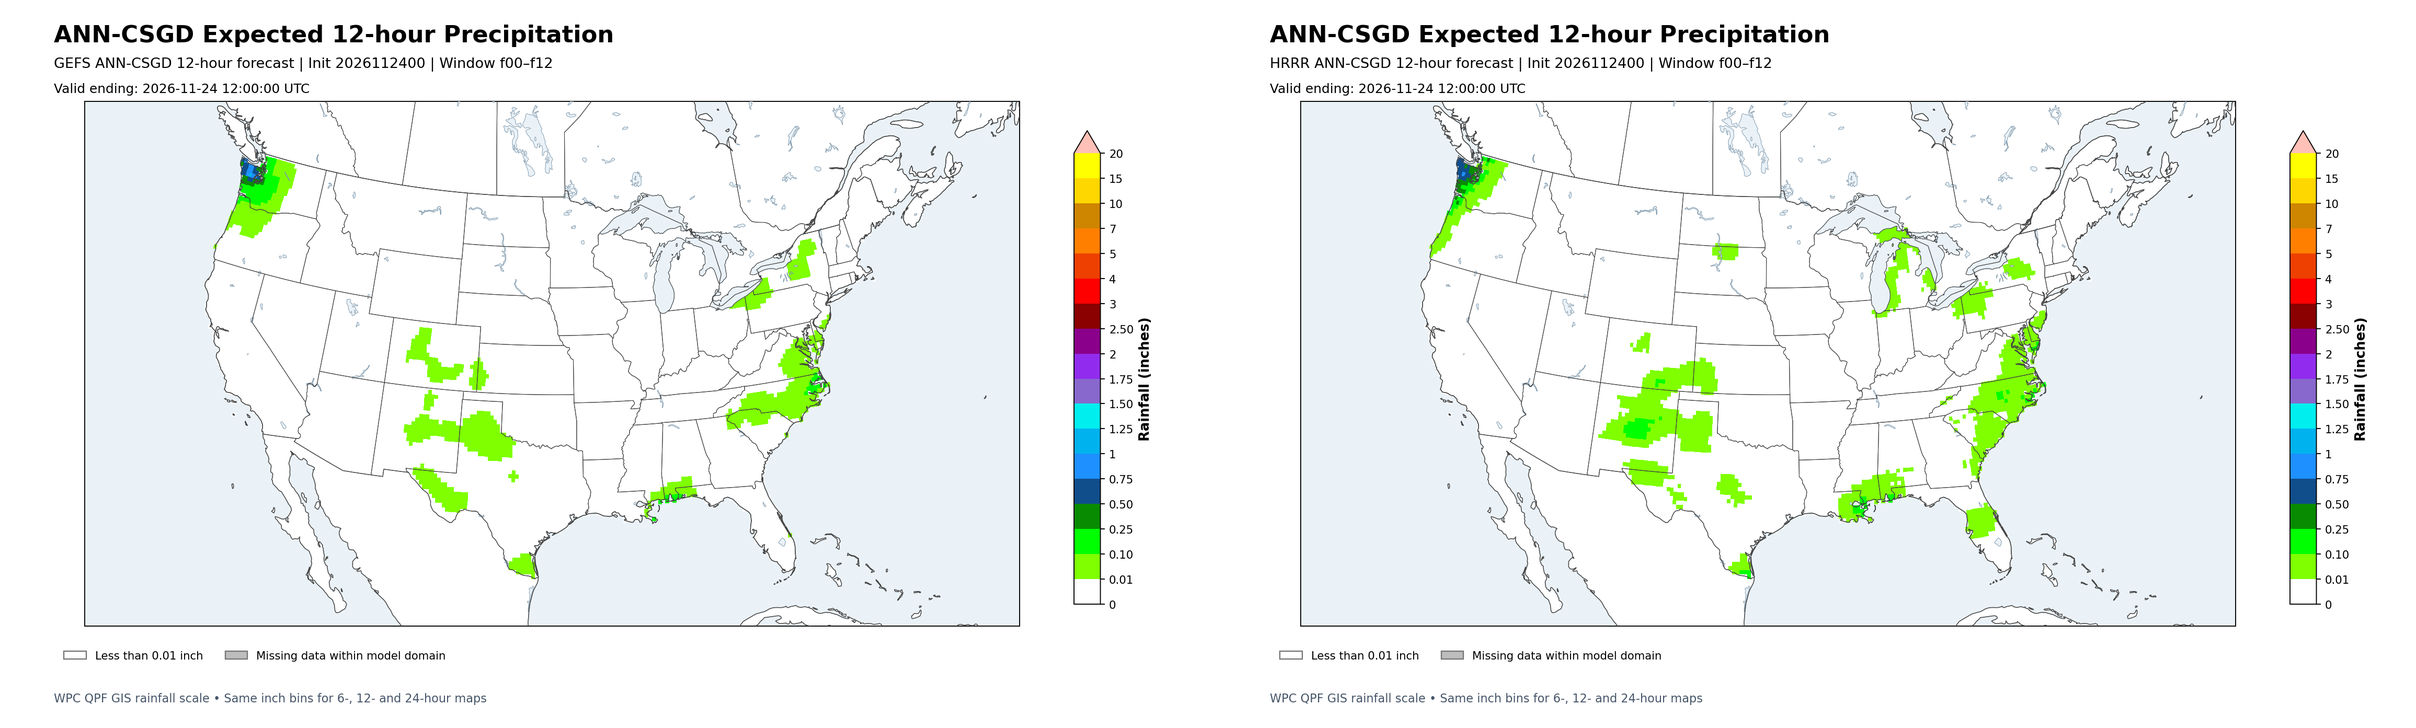 ANN-CSGD Expected 12-hour Precipitation
GEFS ANN-CSGD 12-hour forecast | Init 2026112400 | Window f00–f12
Valid ending: 2026-11-24 12:00:00 UTC
20
15
10
7
5
4
3
2.50
2
1.75
1.50
1.25
1
0.75
0.50
0.25
0.10
0.01
0
Rainfall (inches)
Less than 0.01 inch
Missing data within model domain
WPC QPF GIS rainfall scale • Same inch bins for 6-, 12- and 24-hour maps
ANN-CSGD Expected 12-hour Precipitation
HRRR ANN-CSGD 12-hour forecast | Init 2026112400 | Window f00–f12
Valid ending: 2026-11-24 12:00:00 UTC
20
15
10
7
5
4
3
2.50
2
1.75
1.50
1.25
1
0.75
0.50
0.25
0.10
0.01
0
Rainfall (inches)
Less than 0.01 inch
Missing data within model domain
WPC QPF GIS rainfall scale • Same inch bins for 6-, 12- and 24-hour maps